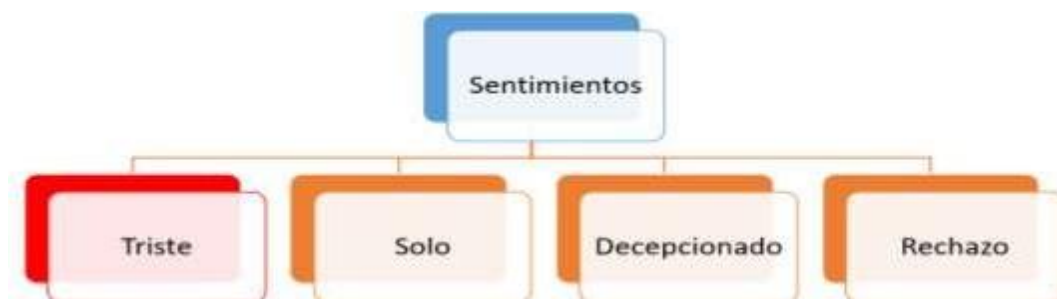 Sentimientos
Triste
Solo
Decepcionado
Rechazo